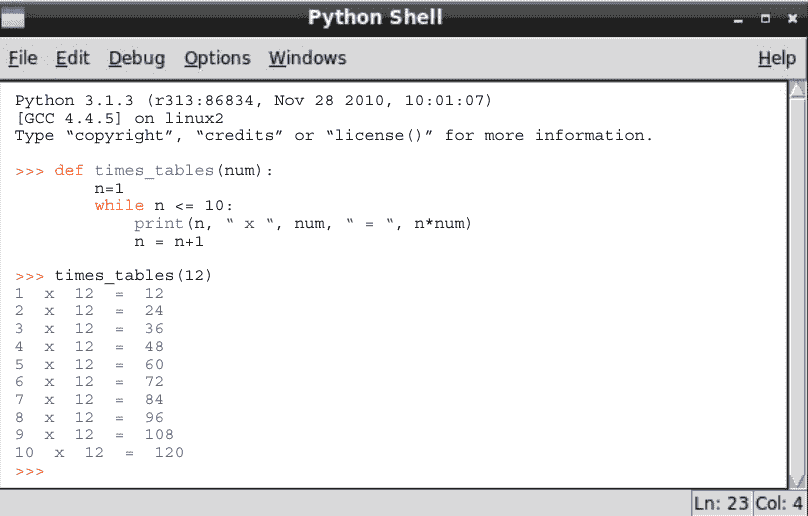 Python Shell
File Edit Debug Options Windows Help
Python 3.1.3 (r313:86834, Nov 28 2010, 10:01:07)
[GCC 4.4.5] on linux2
Type “copyright”, “credits” or “license()” for more information.
>>> def times_tables(num):
        n=1
        while n <= 10:
            print(n, “ x “, num, “ = “, n*num)
            n = n+1
>>> times_tables(12)
1  x  12  =  12
2  x  12  =  24
3  x  12  =  36
4  x  12  =  48
5  x  12  =  60
6  x  12  =  72
7  x  12  =  84
8  x  12  =  96
9  x  12  =  108
10  x  12  =  120
>>>
Ln: 23 Col: 4